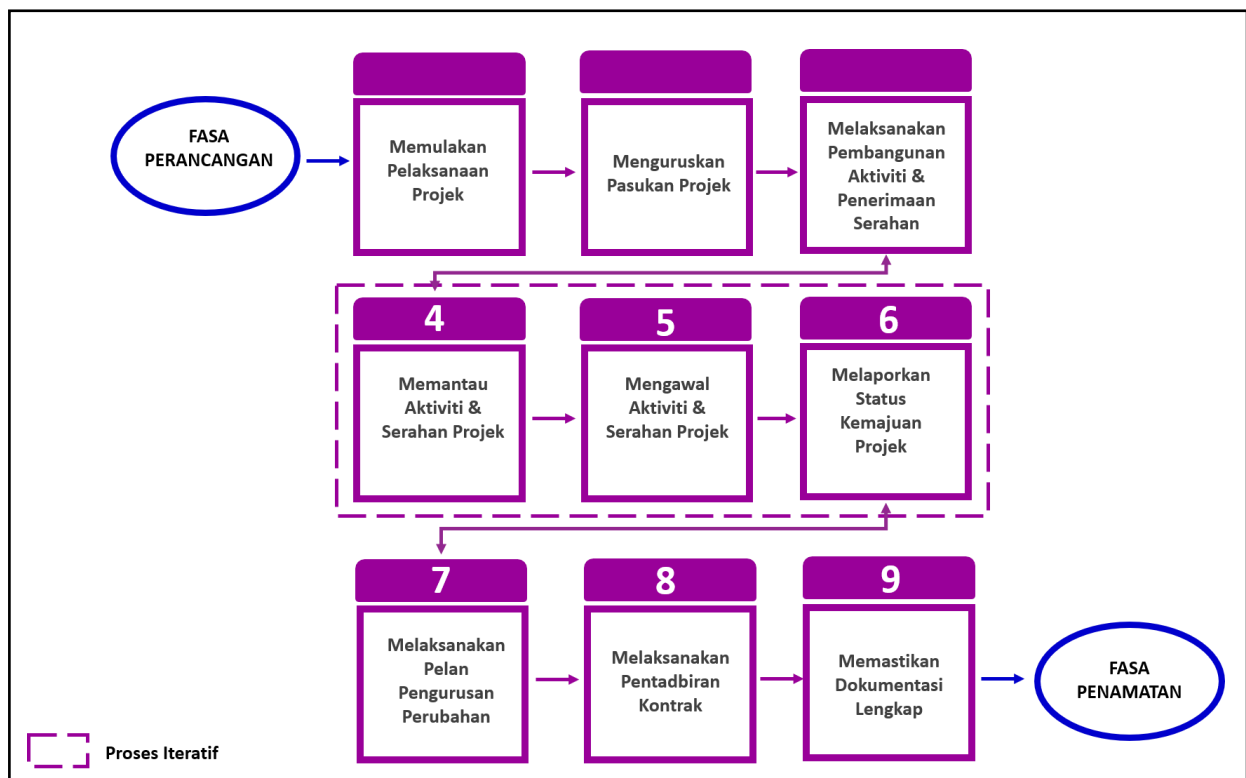 FASA
PERANCANGAN
Memulakan
Pelaksanaan
Projek
Menguruskan
Pasukan Projek
Melaksanakan
Pembangunan
Aktiviti &
Penerimaan
Serahan
4
Memantau
Aktiviti &
Serahan Projek
5
Mengawal
Aktiviti &
Serahan Projek
6
Melaporkan
Status
Kemajuan
Projek
7
Melaksanakan
Pelan
Pengurusan
Perubahan
8
Melaksanakan
Pentadbiran
Kontrak
9
Memastikan
Dokumentasi
Lengkap
FASA
PENAMATAN
Proses Iteratif